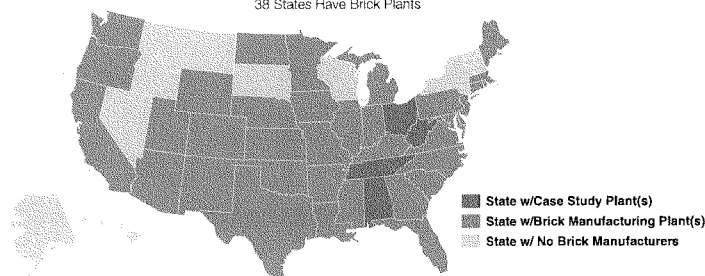 38 States Have Brick Plants
State w/Case Study Plant(s)
State w/Brick Manufacturing Plant(s)
State w/ No Brick Manufacturers